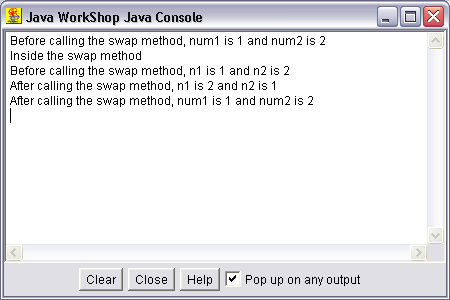 Java WorkShop Java Console
Before calling the swap method, num1 is 1 and num2 is 2
Inside the swap method
Before calling the swap method, n1 is 1 and n2 is 2
After calling the swap method, n1 is 2 and n2 is 1
After calling the swap method, num1 is 1 and num2 is 2
Clear Close Help Pop up on any output